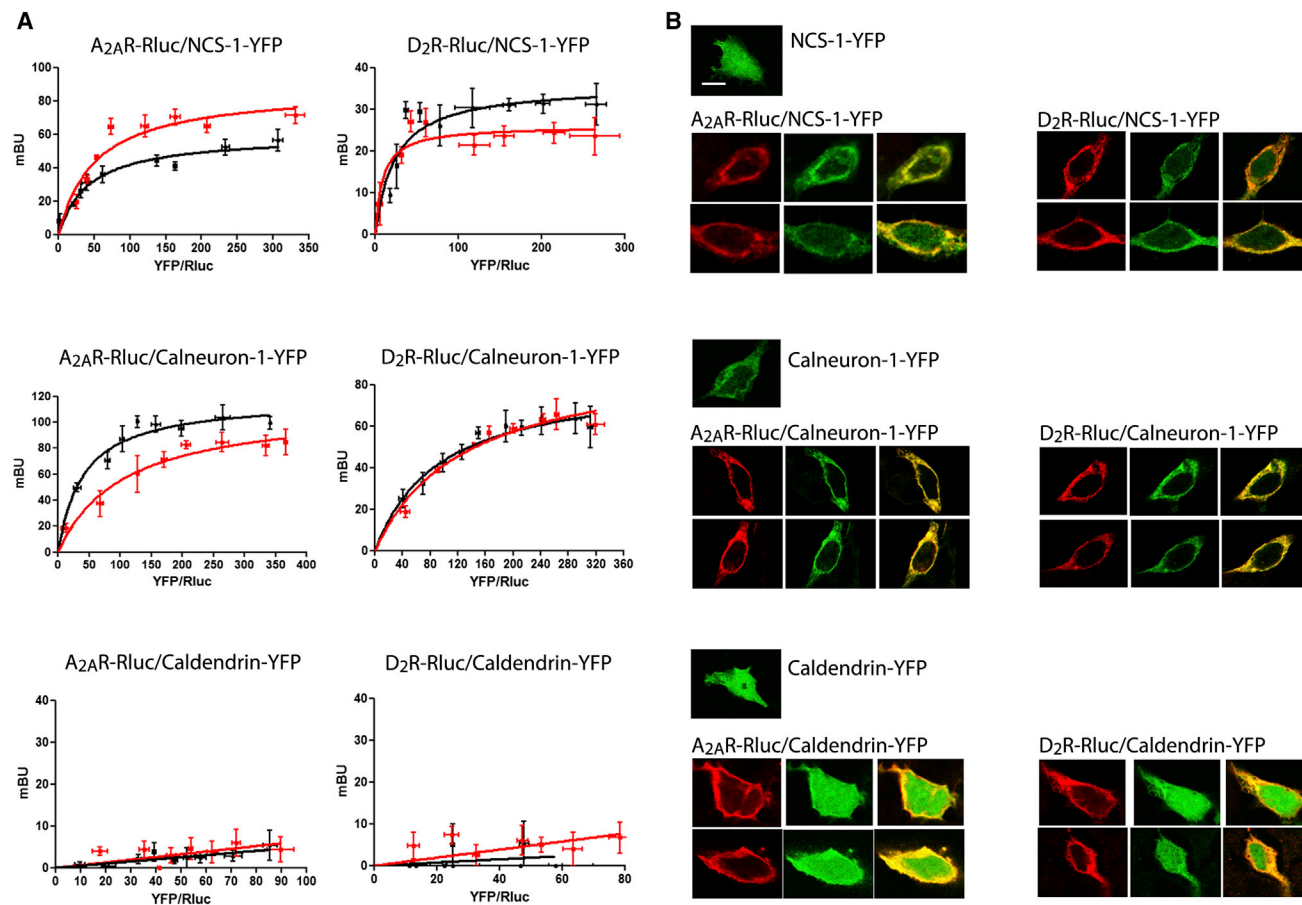 A
A2AR-Rluc/NCS-1-YFP
mBU
100
80
60
40
20
0
0 50 100 150 200 250 300 350
YFP/Rluc
D2R-Rluc/NCS-1-YFP
mBU
40
30
20
10
0
0 100 200 300
YFP/Rluc
A2AR-Rluc/Calneuron-1-YFP
mBU
120
100
80
60
40
20
0
0 50 100 150 200 250 300 350 400
YFP/Rluc
D2R-Rluc/Calneuron-1-YFP
mBU
80
60
40
20
0
0 40 80 120 160 200 240 280 320 360
YFP/Rluc
A2AR-Rluc/Caldendrin-YFP
mBU
40
30
20
10
0
0 10 20 30 40 50 60 70 80 90 100
YFP/Rluc
D2R-Rluc/Caldendrin-YFP
mBU
40
30
20
10
0
0 20 40 60 80
YFP/Rluc
B
NCS-1-YFP
A2AR-Rluc/NCS-1-YFP
D2R-Rluc/NCS-1-YFP
Calneuron-1-YFP
A2AR-Rluc/Calneuron-1-YFP
D2R-Rluc/Calneuron-1-YFP
Caldendrin-YFP
A2AR-Rluc/Caldendrin-YFP
D2R-Rluc/Caldendrin-YFP